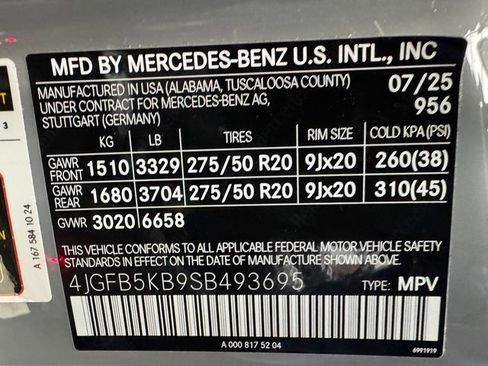 MFD BY MERCEDES-BENZ U.S. INTL., INC
MANUFACTURED IN USA (ALABAMA, TUSCALOOSA COUNTY) 07/25
UNDER CONTRACT FOR MERCEDES-BENZ AG, 956
STUTTGART (GERMANY)
KG LB TIRES RIM SIZE COLD KPA (PSI)
GAWR FRONT 1510 3329 275/50 R20 9Jx20 260(38)
GAWR REAR 1680 3704 275/50 R20 9Jx20 310(45)
GVWR 3020 6658
THIS VEHICLE CONFORMS TO ALL APPLICABLE FEDERAL MOTOR VEHICLE SAFETY
STANDARDS IN EFFECT ON THE DATE OF MANUFACTURE SHOWN ABOVE.
4JGFB5KB9SB493695 TYPE: MPV
A 000 817 52 04
6991919
A 167 584 10 24
3